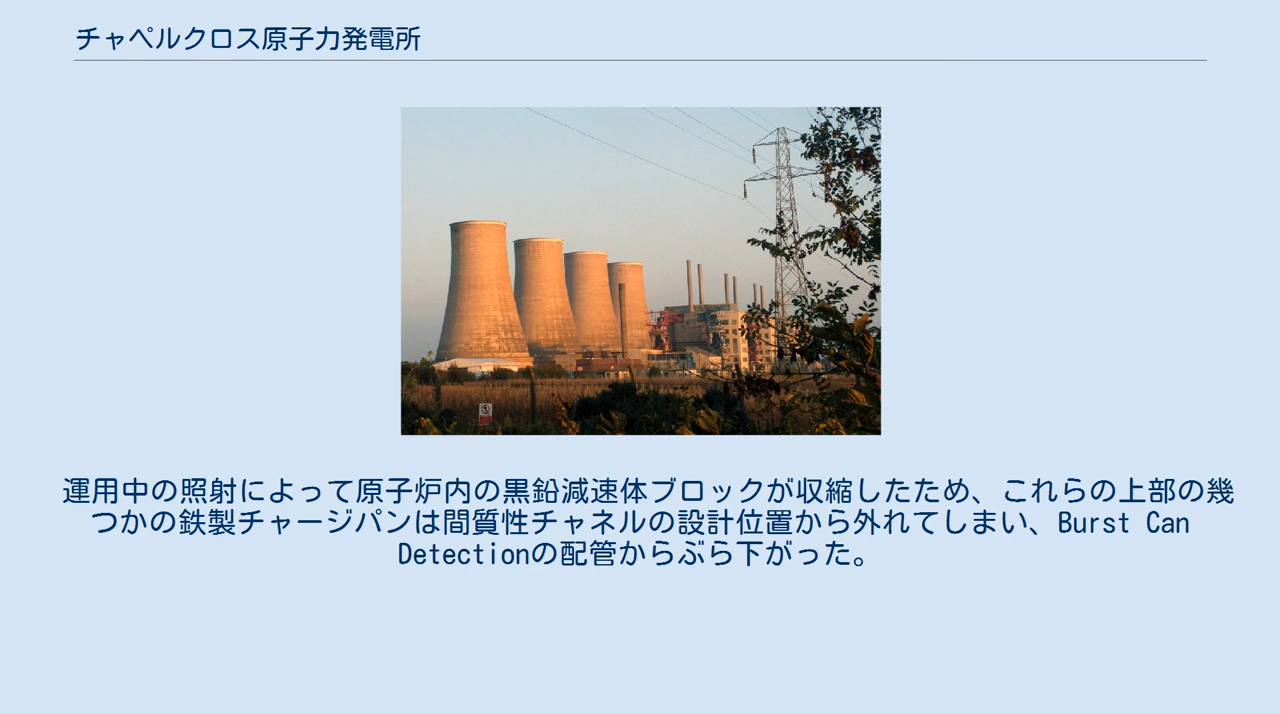 チャペルクロス原子力発電所
運用中の照射によって原子炉内の黒鉛減速体ブロックが収縮したため、これらの上部の幾
つかの鉄製チャージパンは間質性チャネルの設計位置から外れてしまい、Burst Can
Detectionの配管からぶら下がった。